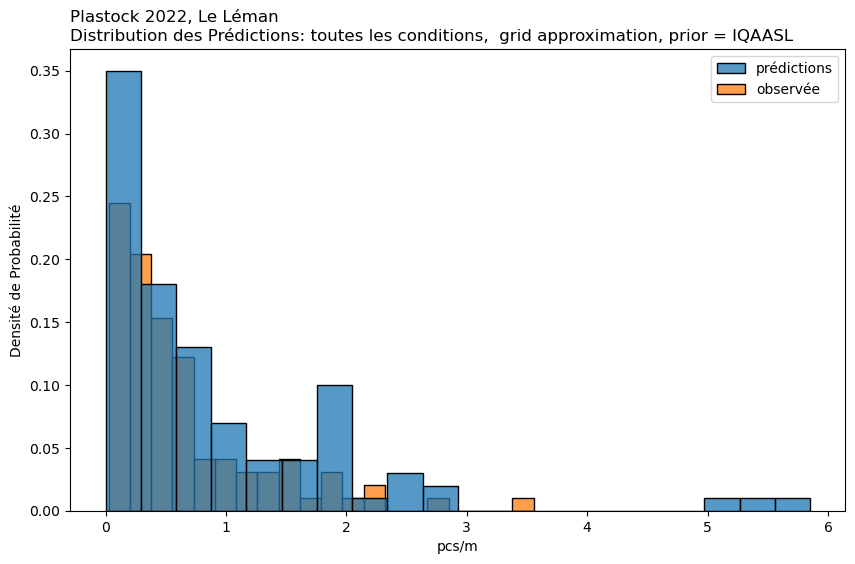 Plastock 2022, Le Léman
Distribution des Prédictions: toutes les conditions,  grid approximation, prior = IQAASL
prédictions
observée
Densité de Probabilité
0.35
0.30
0.25
0.20
0.15
0.10
0.05
0.00
0 1 2 3 4 5 6
pcs/m